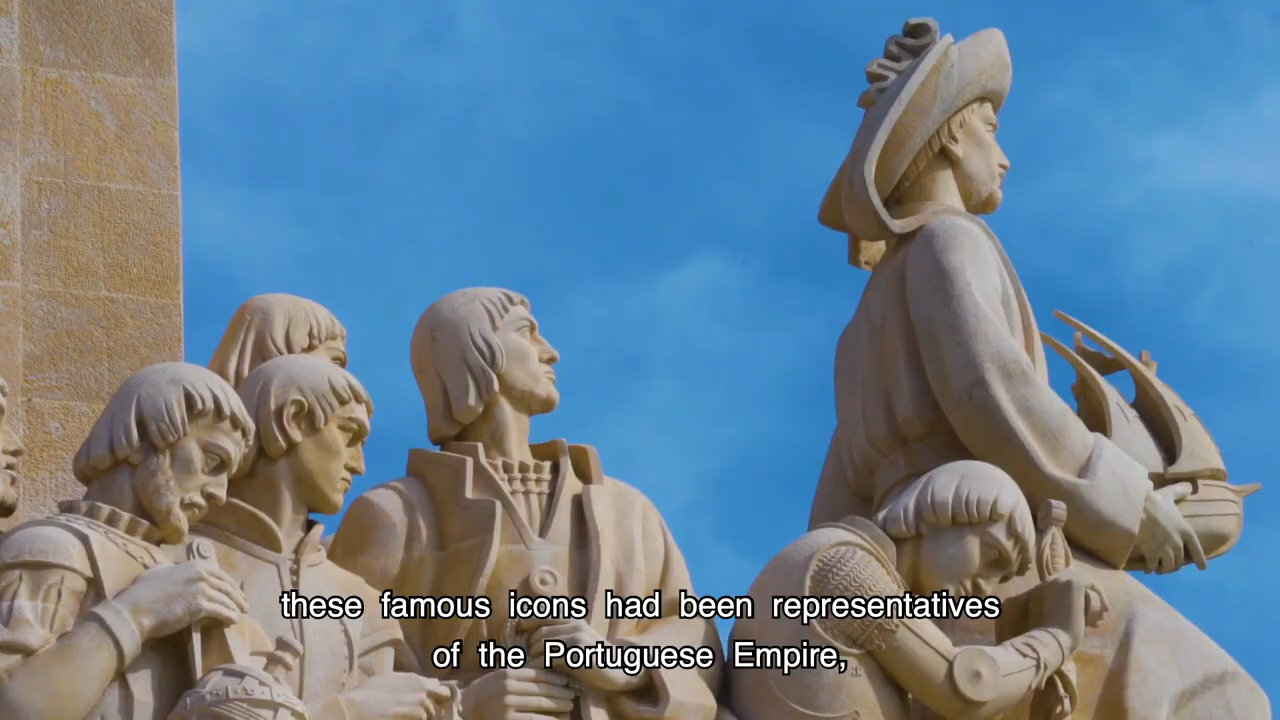 these famous icons had been representatives
of the Portuguese Empire,